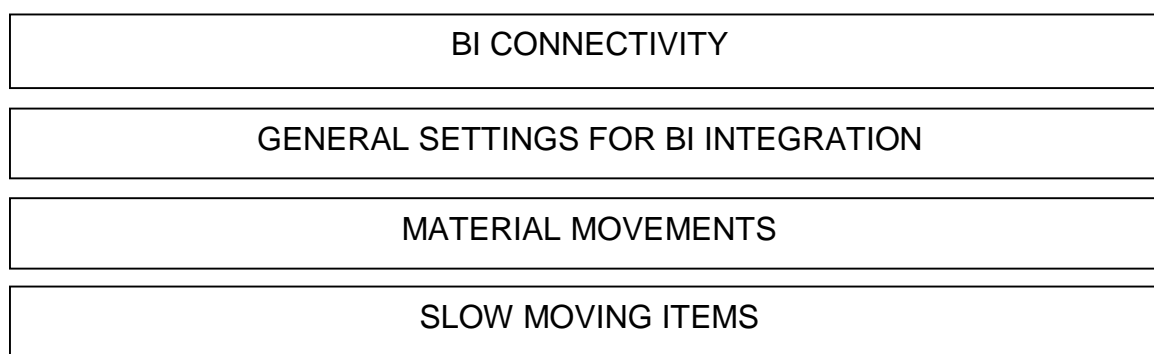 BI CONNECTIVITY
GENERAL SETTINGS FOR BI INTEGRATION
MATERIAL MOVEMENTS
SLOW MOVING ITEMS